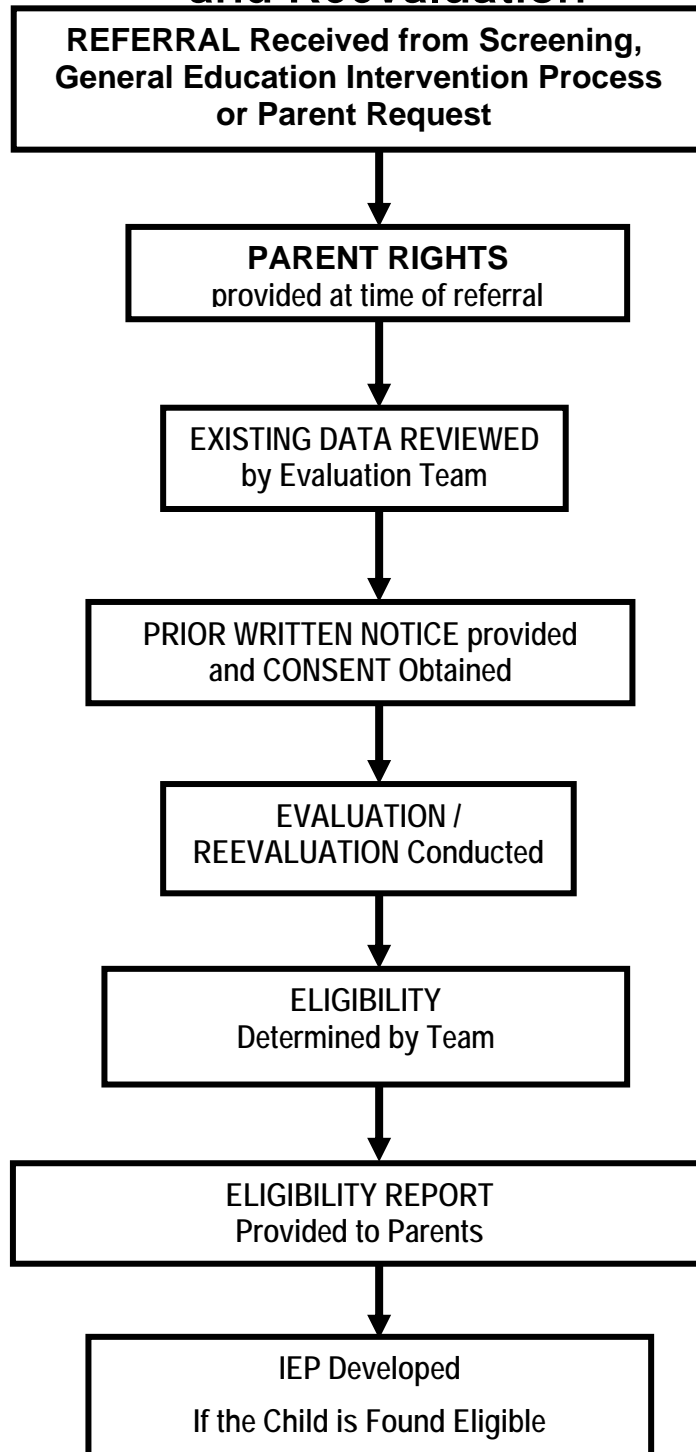 and Reevaluation
REFERRAL Received from Screening,
General Education Intervention Process
or Parent Request
PARENT RIGHTS
provided at time of referral
EXISTING DATA REVIEWED
by Evaluation Team
PRIOR WRITTEN NOTICE provided
and CONSENT Obtained
EVALUATION /
REEVALUATION Conducted
ELIGIBILITY
Determined by Team
ELIGIBILITY REPORT
Provided to Parents
IEP Developed
If the Child is Found Eligible